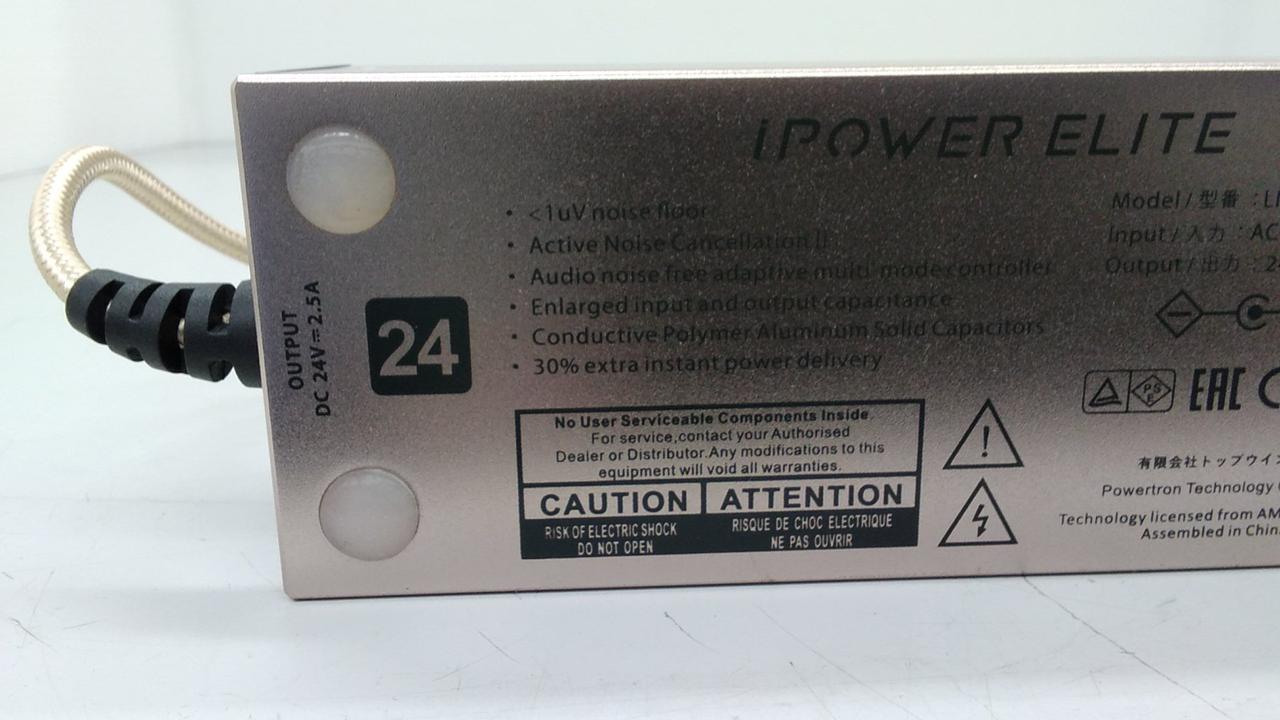 iPOWER ELITE
• <1uV noise floor
• Active Noise Cancellation II
• Audio noise free adaptive multi-mode controller
• Enlarged input and output capacitance
• Conductive Polymer Aluminum Solid Capacitors
• 30% extra instant power delivery
OUTPUT
DC 24V⎓2.5A
24
No User Serviceable Components Inside.
For service,contact your Authorised
Dealer or Distributor.Any modifications to this
equipment will void all warranties.
CAUTION
RISK OF ELECTRIC SHOCK
DO NOT OPEN
ATTENTION
RISQUE DE CHOC ELECTRIQUE
NE PAS OUVRIR
Model / 型番 :
Input / 入力 : AC
Output / 出力 : 2
PSE
EAC
有限会社トップウイン
Powertron Technology
Technology licensed from AM
Assembled in China